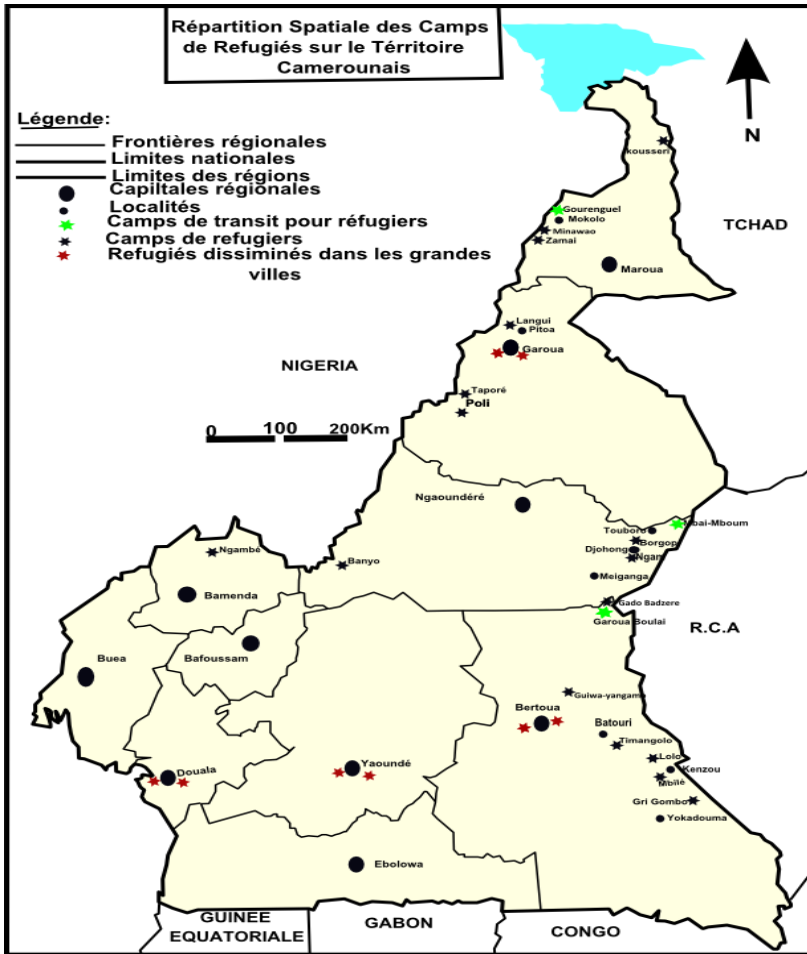 Répartition Spatiale des Camps
de Refugiés sur le Térritoire
Camerounais
N
Légende:
Frontières régionales
Limites nationales
Limites des régions
Capiltales régionales
Localités
Camps de transit pour réfugiers
Camps de refugiers
Refugiés dissiminés dans les grandes
villes
kousseri
Gourenguel
Mokolo
Minawao
Zamai
TCHAD
Maroua
Langui
Pitoa
Garoua
NIGERIA
Taporé
Poli
0 100 200Km
Ngaoundéré
Mbai-Mboum
Touboro
Borgop
Djohong
Ngam
Ngambé
Banyo
Meiganga
Bamenda
Gado Badzere
Garoua Boulai
R.C.A
Buea
Bafoussam
Guiwa-yangamo
Bertoua
Batouri
Timangolo
Lolo
Douala
Yaoundé
Kenzou
Mbilé
Gri Gombo
Yokadouma
Ebolowa
GUINEE
EQUATORIALE
GABON
CONGO